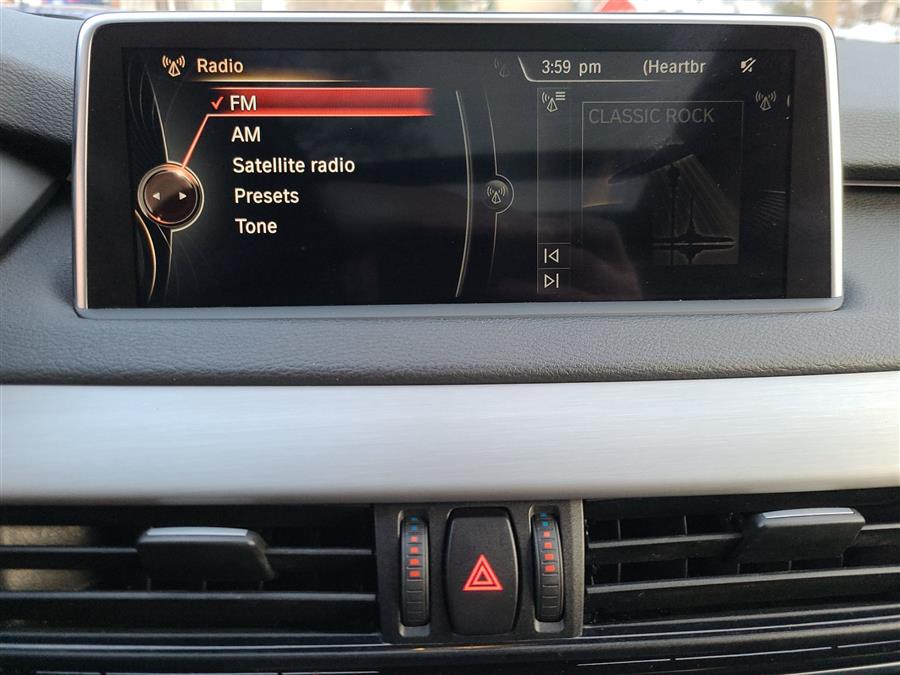 Radio
3:59 pm (Heartbr
FM
AM
Satellite radio
Presets
Tone
CLASSIC ROCK